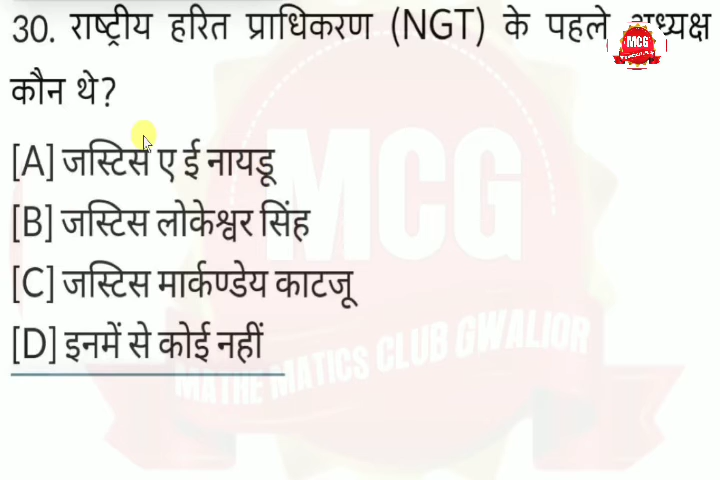 30. राष्ट्रीय हरित प्राधिकरण (NGT) के पहले अध्यक्ष
कौन थे?
[A] जस्टिस ए ई नायडू
[B] जस्टिस लोकेश्वर सिंह
[C] जस्टिस मार्कण्डेय काटजू
[D] इनमें से कोई नहीं
MCG
MCG
MATHEMATICS CLUB GWALIOR